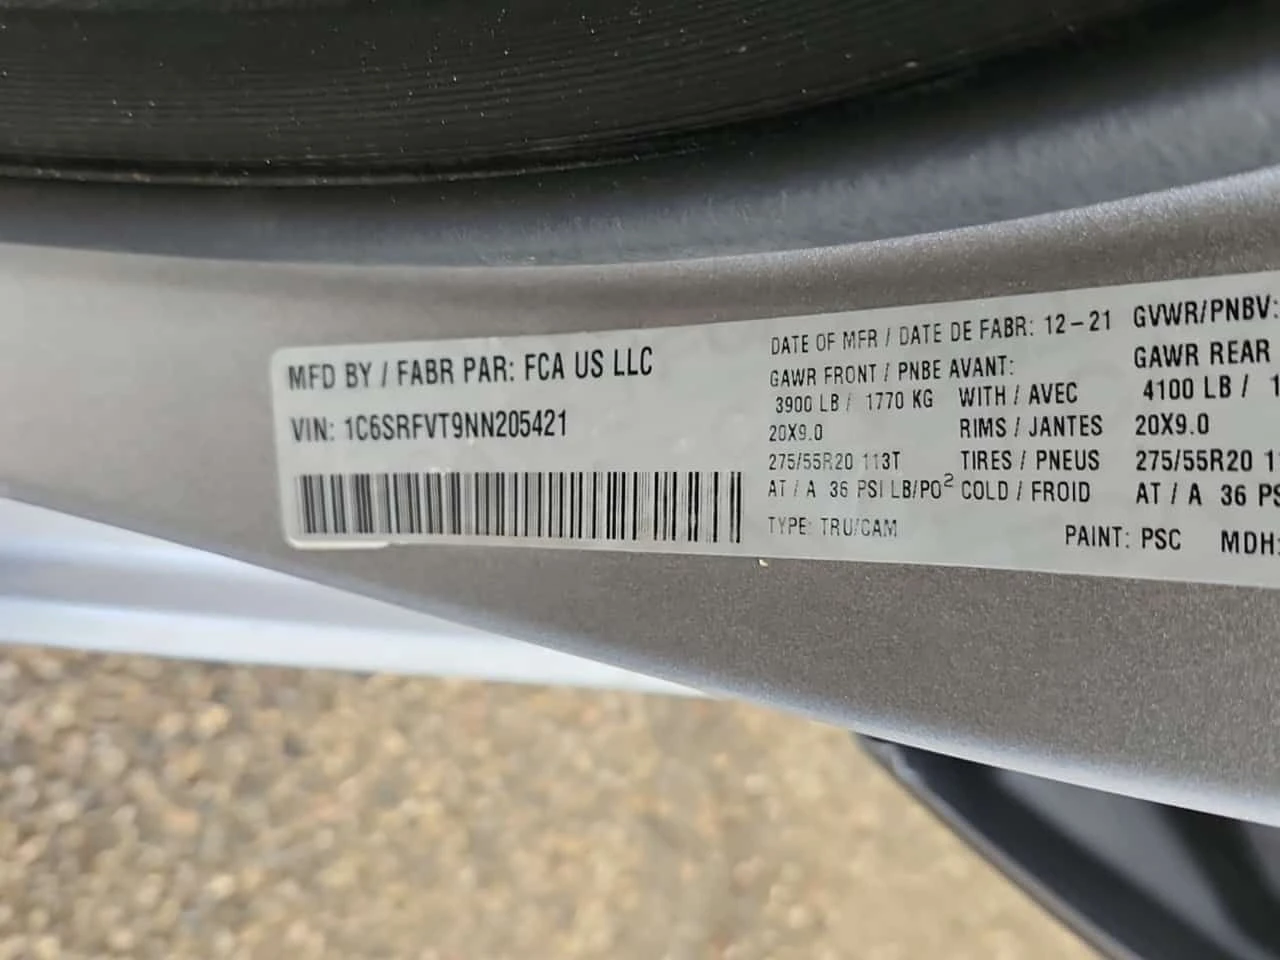 MFD BY / FABR PAR: FCA US LLC
VIN: 1C6SRFVT9NN205421
DATE OF MFR / DATE DE FABR: 12-21 GVWR/PNBV:
GAWR FRONT / PNBE AVANT: GAWR REAR
3900 LB / 1770 KG WITH / AVEC 4100 LB /
20X9.0 RIMS / JANTES 20X9.0
275/55R20 113T TIRES / PNEUS 275/55R20
AT / A 36 PSI LB/PO² COLD / FROID AT / A 36
TYPE: TRU/CAM PAINT: PSC MDH: